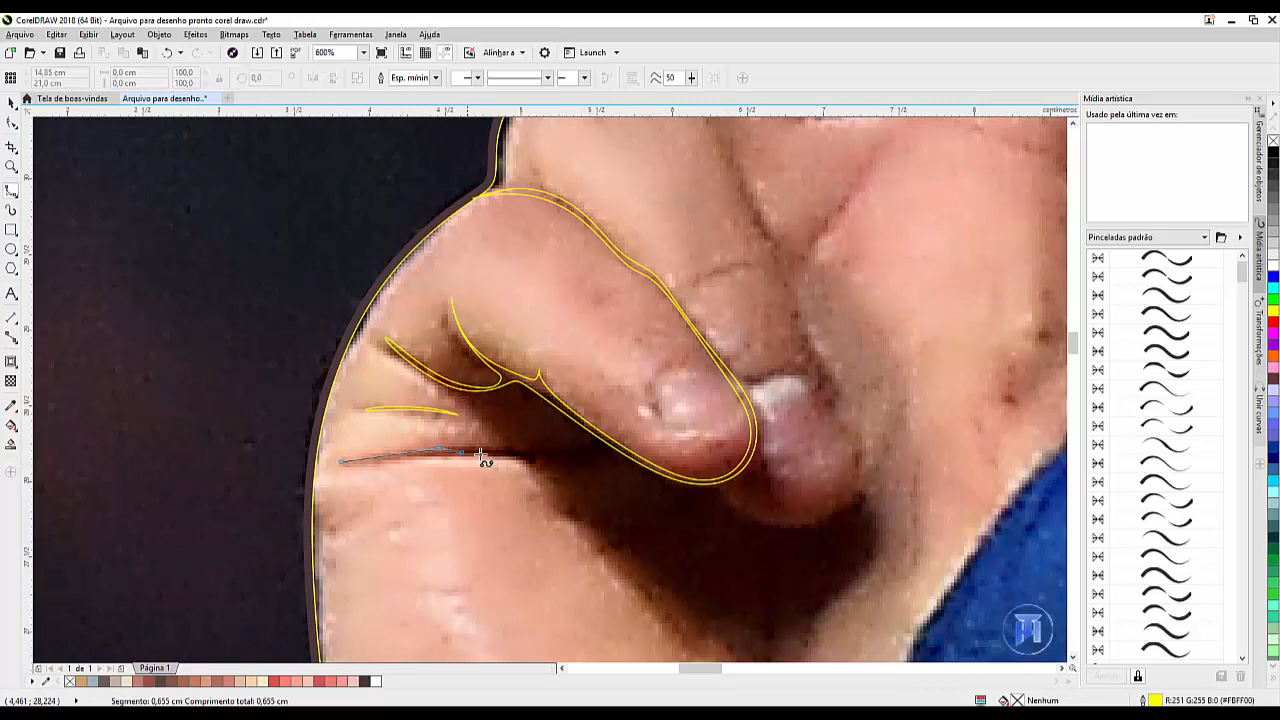 CorelDRAW 2018 (64 Bit) - Arquivo para desenho pronto corel draw.cdr*
Arquivo Editar Exibir Layout Objeto Efeitos Bitmaps Texto Tabela Ferramentas Janela Ajuda
PDF 600% Alinhar a Launch
14,85 cm 0,0 cm 100,0 0,0 Esp. mínin 50
21,0 cm 0,0 cm 100,0
Tela de boas-vindas Arquivo para desenho..*
centímetros
Mídia artística
Usado pela última vez em:
Pinceladas padrão
Gerenciador de objetos
Mídia artística
Transformações
Unir curvas
1 de 1 Página 1
( 4,461; 28,224 ) Segmento: 0,655 cm Comprimento total: 0,655 cm Nenhum R:251 G:255 B:0 (#FBFF00)